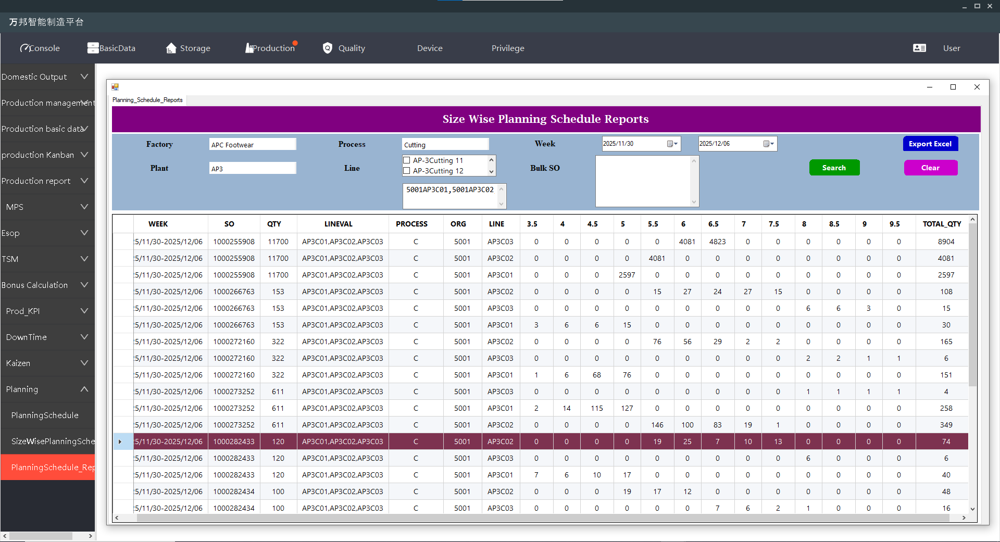 万邦智能制造平台
Console BasicData Storage Production Quality Device Privilege User
Domestic Output
Production management
Production basic data
production Kanban
Production report
MPS
Esop
TSM
Bonus Calculation
Prod_KPI
DownTime
Kaizen
Planning
PlanningSchedule
SizeWisePlanningSche
PlanningSchedule_Rep
Planning_Schedule_Reports
Size Wise Planning Schedule Reports
Factory APC Footwear Process Cutting Week 2025/11/30 2025/12/06 Export Excel
Plant AP3 Line AP-3Cutting 11 Bulk SO Search Clear
AP-3Cutting 12
5001AP3C01,5001AP3C02
WEEK SO QTY LINEVAL PROCESS ORG LINE 3.5 4 4.5 5 5.5 6 6.5 7 7.5 8 8.5 9 9.5 TOTAL_QTY
25/11/30-2025/12/06 1000255908 11700 AP3C01,AP3C02,AP3C03 C 5001 AP3C03 0 0 0 0 0 4081 4823 0 0 0 0 0 0 8904
25/11/30-2025/12/06 1000255908 11700 AP3C01,AP3C02,AP3C03 C 5001 AP3C02 0 0 0 0 4081 0 0 0 0 0 0 0 0 4081
25/11/30-2025/12/06 1000255908 11700 AP3C01,AP3C02,AP3C03 C 5001 AP3C01 0 0 0 2597 0 0 0 0 0 0 0 0 0 2597
25/11/30-2025/12/06 1000266763 153 AP3C01,AP3C02,AP3C03 C 5001 AP3C02 0 0 0 0 15 27 24 27 15 0 0 0 0 108
25/11/30-2025/12/06 1000266763 153 AP3C01,AP3C02,AP3C03 C 5001 AP3C03 0 0 0 0 0 0 0 0 0 6 6 3 0 15
25/11/30-2025/12/06 1000266763 153 AP3C01,AP3C02,AP3C03 C 5001 AP3C01 3 6 6 15 0 0 0 0 0 0 0 0 0 30
25/11/30-2025/12/06 1000272160 322 AP3C01,AP3C02,AP3C03 C 5001 AP3C02 0 0 0 0 76 56 29 2 2 0 0 0 0 165
25/11/30-2025/12/06 1000272160 322 AP3C01,AP3C02,AP3C03 C 5001 AP3C03 0 0 0 0 0 0 0 0 0 2 2 1 1 6
25/11/30-2025/12/06 1000272160 322 AP3C01,AP3C02,AP3C03 C 5001 AP3C01 1 6 68 76 0 0 0 0 0 0 0 0 0 151
25/11/30-2025/12/06 1000273252 611 AP3C01,AP3C02,AP3C03 C 5001 AP3C03 0 0 0 0 0 0 0 0 0 1 1 1 1 4
25/11/30-2025/12/06 1000273252 611 AP3C01,AP3C02,AP3C03 C 5001 AP3C01 2 14 115 127 0 0 0 0 0 0 0 0 0 258
25/11/30-2025/12/06 1000273252 611 AP3C01,AP3C02,AP3C03 C 5001 AP3C02 0 0 0 0 146 100 83 19 1 0 0 0 0 349
25/11/30-2025/12/06 1000282433 120 AP3C01,AP3C02,AP3C03 C 5001 AP3C02 0 0 0 0 19 25 7 10 13 0 0 0 0 74
25/11/30-2025/12/06 1000282433 120 AP3C01,AP3C02,AP3C03 C 5001 AP3C03 0 0 0 0 0 0 0 0 0 6 0 0 0 6
25/11/30-2025/12/06 1000282433 120 AP3C01,AP3C02,AP3C03 C 5001 AP3C01 7 6 10 17 0 0 0 0 0 0 0 0 0 40
25/11/30-2025/12/06 1000282434 100 AP3C01,AP3C02,AP3C03 C 5001 AP3C02 0 0 0 19 17 12 0 0 0 0 0 0 0 48
25/11/30-2025/12/06 1000282434 100 AP3C01,AP3C02,AP3C03 C 5001 AP3C03 0 0 0 0 0 0 7 6 2 1 0 0 0 16